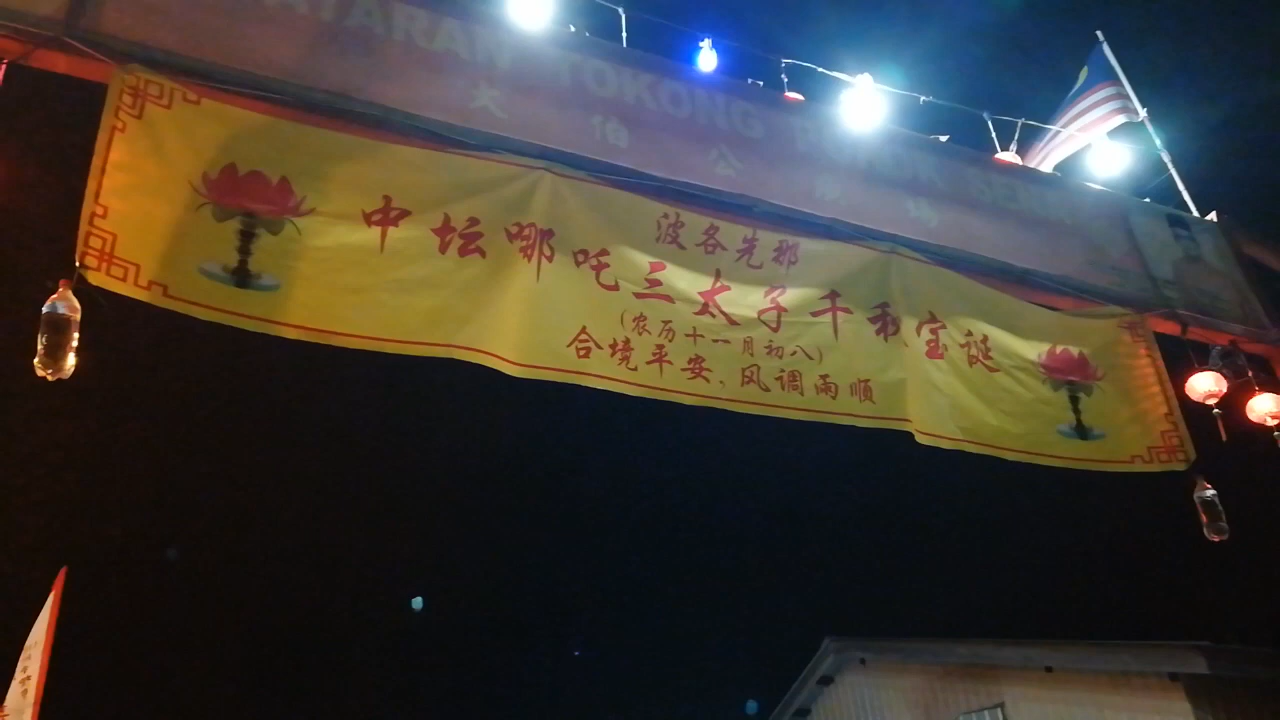 TOKONG
大伯公
波各先那
中坛哪吒三太子千秋宝诞
(农历十一月初八)
合境平安,风调雨顺